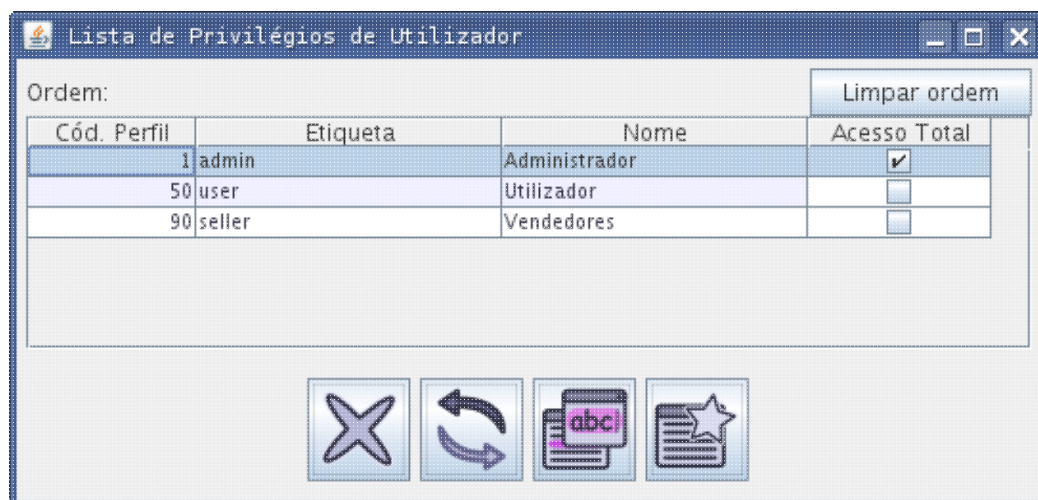 Lista de Privilégios de Utilizador
Ordem: Limpar ordem
Cód. Perfil Etiqueta Nome Acesso Total
1 admin Administrador
50 user Utilizador
90 seller Vendedores
abc